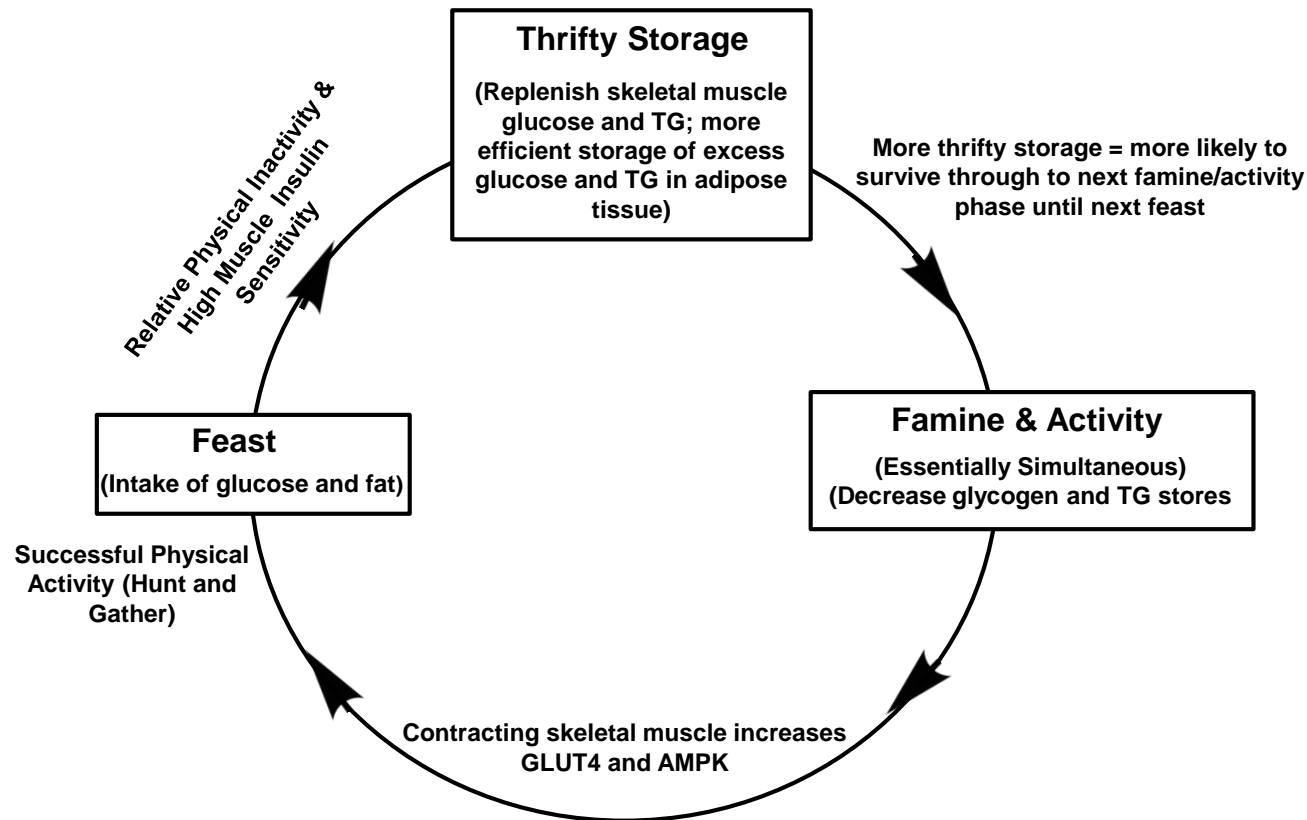 Thrifty Storage
(Replenish skeletal muscle
glucose and TG; more
efficient storage of excess
glucose and TG in adipose
tissue)
More thrifty storage = more likely to
survive through to next famine/activity
phase until next feast
Famine & Activity
(Essentially Simultaneous)
(Decrease glycogen and TG stores
Contracting skeletal muscle increases
GLUT4 and AMPK
Successful Physical
Activity (Hunt and
Gather)
Feast
(Intake of glucose and fat)
Relative Physical Inactivity &
High Muscle Insulin
Sensitivity